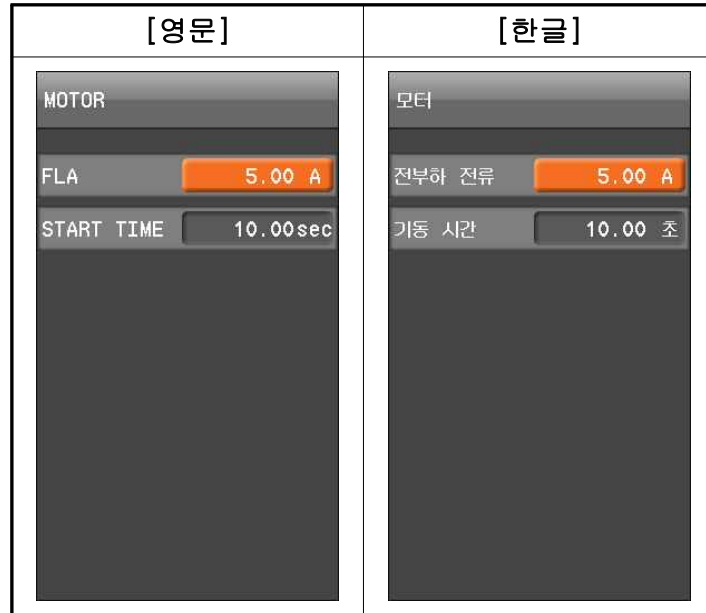 [영문]
[한글]
MOTOR
FLA 5.00 A
START TIME 10.00sec
모터
전부하 전류 5.00 A
기동 시간 10.00 초